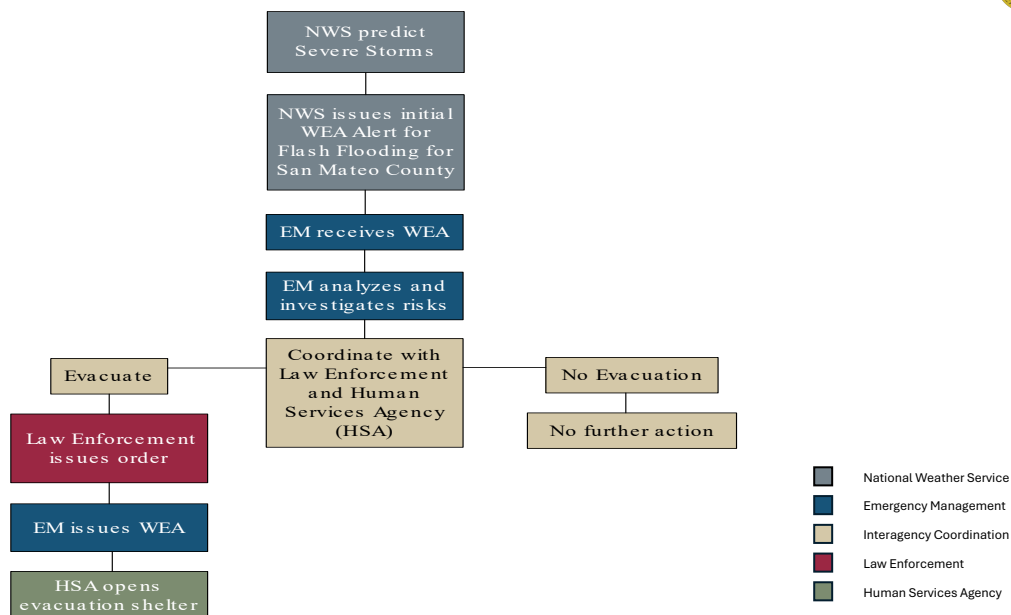 NWS predict
Severe Storms
NWS issues initial
WEA Alert for
Flash Flooding for
San Mateo County
EM receives WEA
EM analyzes and
investigates risks
Coordinate with
Law Enforcement
and Human
Services Agency
(HSA)
Evacuate
No Evacuation
No further action
Law Enforcement
issues order
EM issues WEA
HSA opens
evacuation shelter
National Weather Service
Emergency Management
Interagency Coordination
Law Enforcement
Human Services Agency